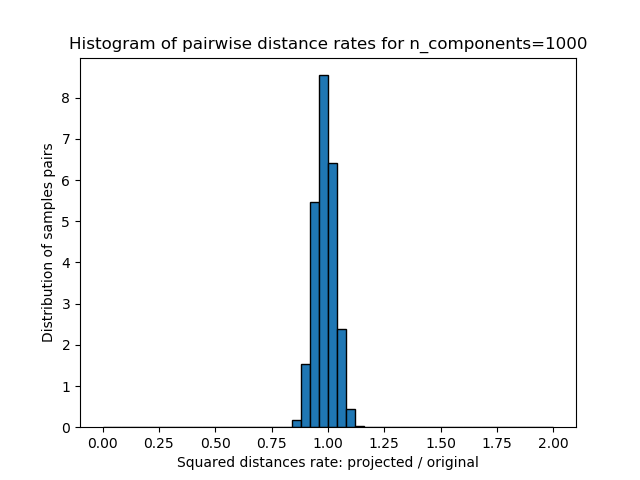 Histogram of pairwise distance rates for n_components=1000
Distribution of samples pairs
8
7
6
5
4
3
2
1
0
0.00 0.25 0.50 0.75 1.00 1.25 1.50 1.75 2.00
Squared distances rate: projected / original